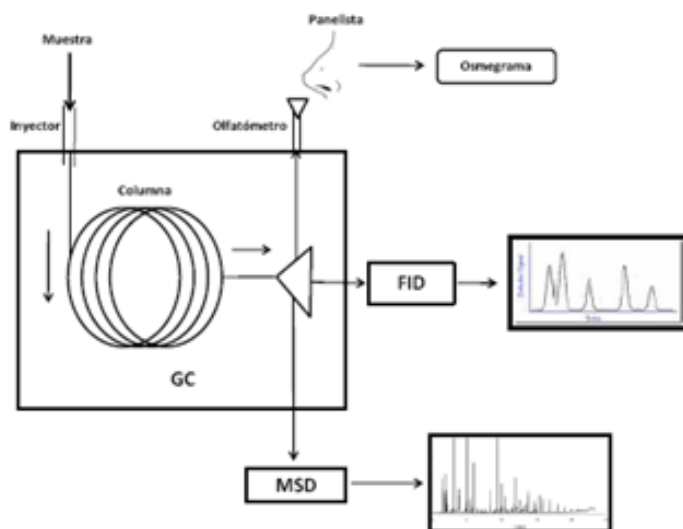 Panelista
Muestra
Osmegrama
Inyector
Olfatómetro
Columna
FID
GC
MSD